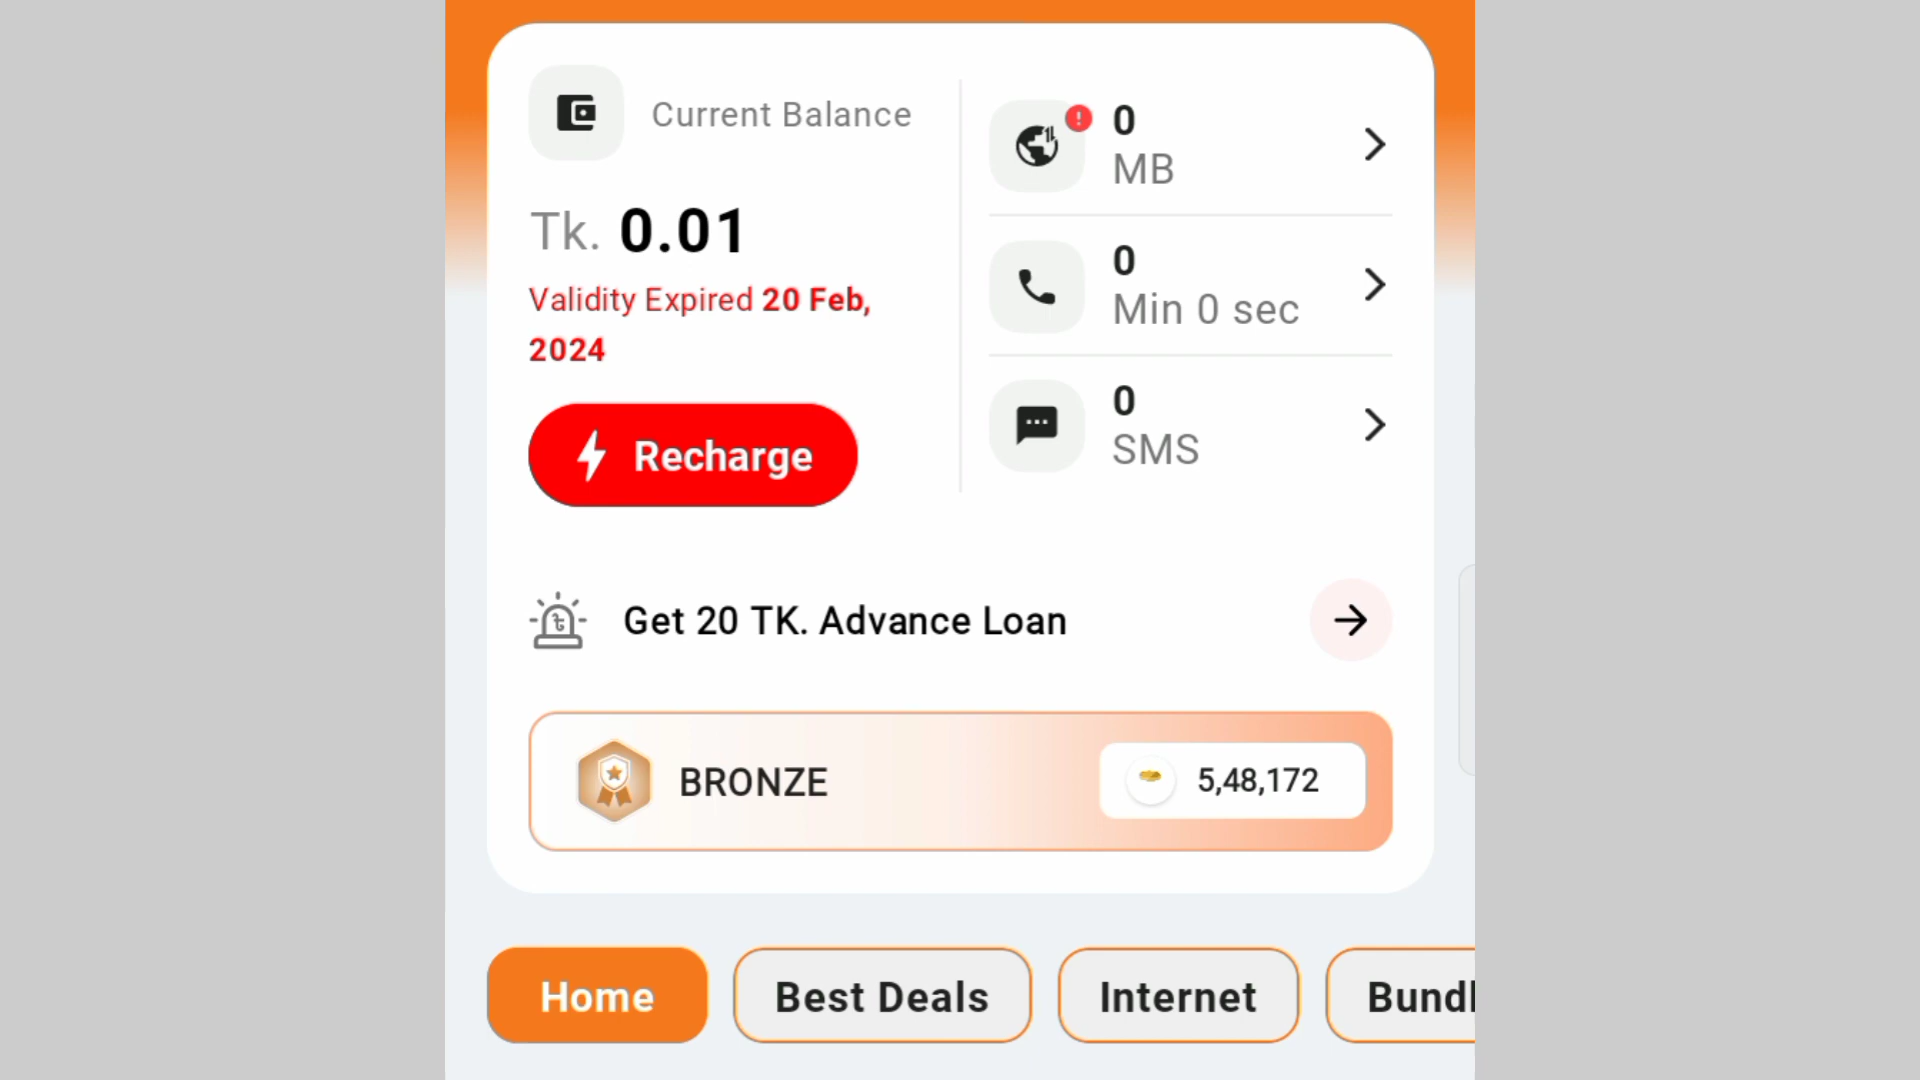 Current Balance
Tk. 0.01
Validity Expired 20 Feb,
2024
Recharge
0
MB
0
Min 0 sec
0
SMS
Get 20 TK. Advance Loan
BRONZE
5,48,172
Home
Best Deals
Internet
Bundl